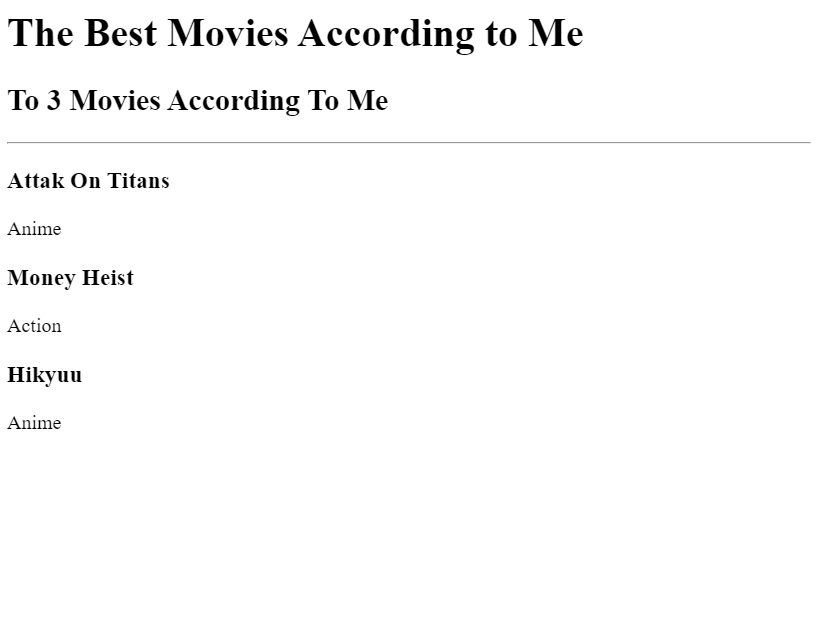 The Best Movies According to Me
To 3 Movies According To Me
Attak On Titans
Anime
Money Heist
Action
Hikyuu
Anime